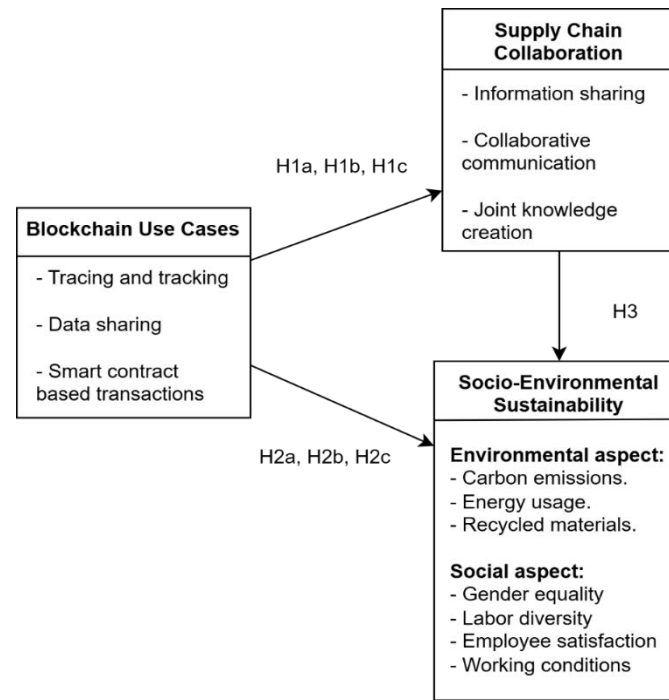 Supply Chain
Collaboration
- Information sharing
- Collaborative
communication
- Joint knowledge
creation
H1a, H1b, H1c
Blockchain Use Cases
- Tracing and tracking
- Data sharing
- Smart contract
based transactions
H3
H2a, H2b, H2c
Socio-Environmental
Sustainability
Environmental aspect:
- Carbon emissions.
- Energy usage.
- Recycled materials.
Social aspect:
- Gender equality
- Labor diversity
- Employee satisfaction
- Working conditions